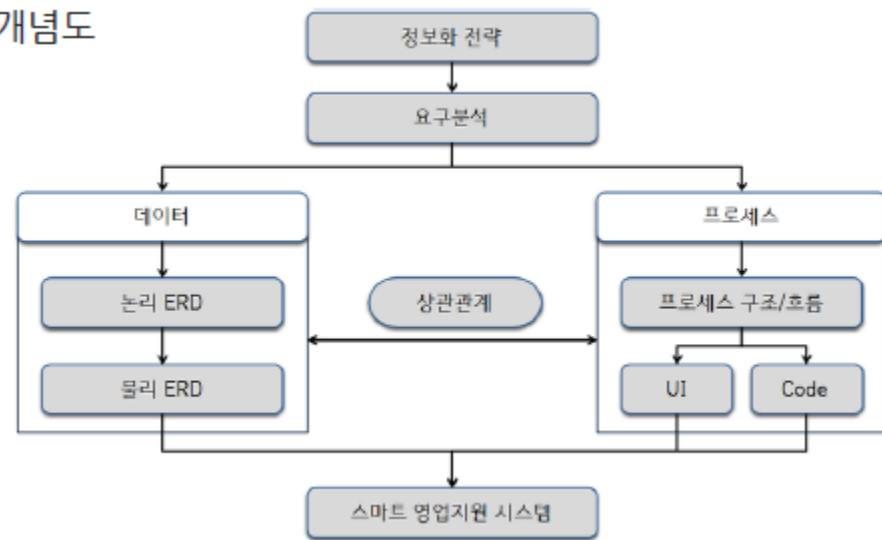 개념도
정보화 전략
요구분석
데이터
프로세스
논리 ERD
상관관계
프로세스 구조/흐름
물리 ERD
UI
Code
스마트 영업지원 시스템